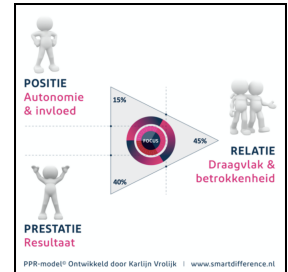 POSITIE
Autonomie
& invloed
15%
FOCUS
45%
RELATIE
Draagvlak &
betrokkenheid
40%
PRESTATIE
Resultaat
PPR-model® Ontwikkeld door Karlijn Vrolijk | www.smartdifference.nl